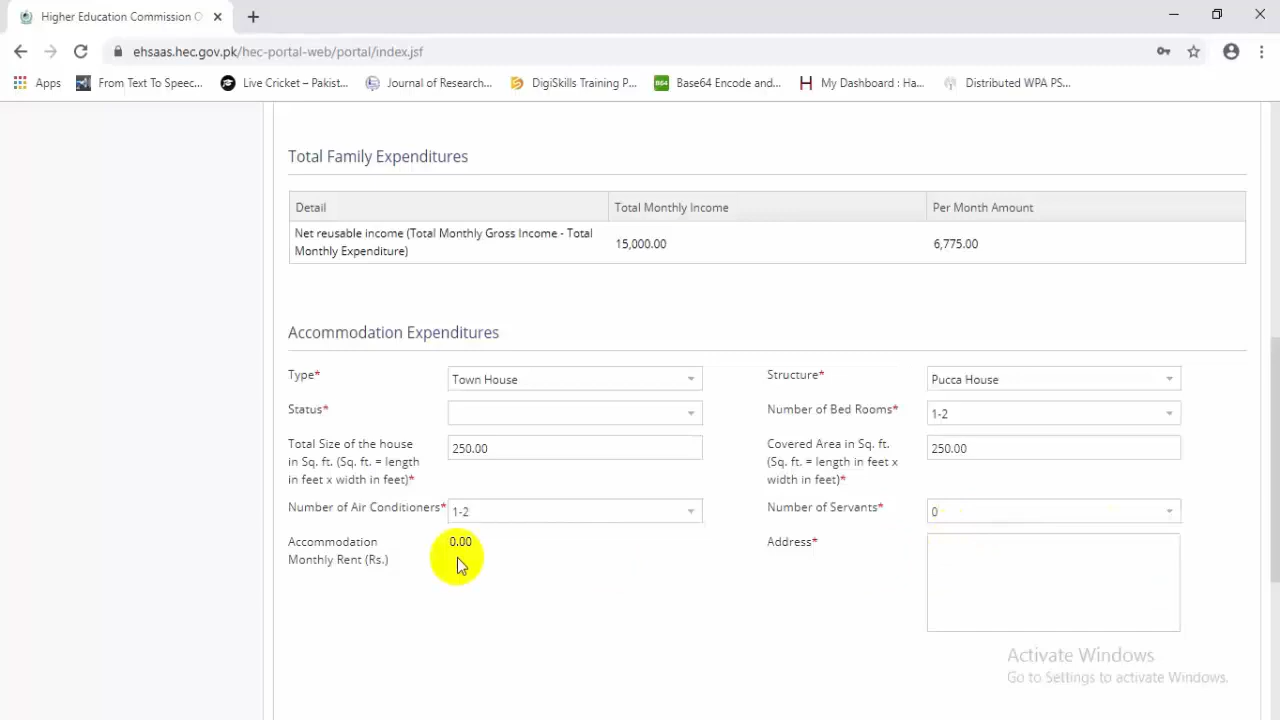 Higher Education Commission O
ehsaas.hec.gov.pk/hec-portal-web/portal/index.jsf
Apps From Text To Speec... Live Cricket – Pakist... Journal of Research... DigiSkills Training P... B64 Base64 Encode and... H My Dashboard : Ha... Distributed WPA PS...
Total Family Expenditures
Detail Total Monthly Income Per Month Amount
Net reusable income (Total Monthly Gross Income - Total
Monthly Expenditure)
15,000.00 6,775.00
Accommodation Expenditures
Type* Town House Structure* Pucca House
Status* Number of Bed Rooms* 1-2
Total Size of the house
in Sq. ft. (Sq. ft. = length
in feet x width in feet)*
250.00
Covered Area in Sq. ft.
(Sq. ft. = length in feet x
width in feet)*
250.00
Number of Air Conditioners* 1-2 Number of Servants* 0
Accommodation
Monthly Rent (Rs.)
0.00
Address*
Activate Windows
Go to Settings to activate Windows.